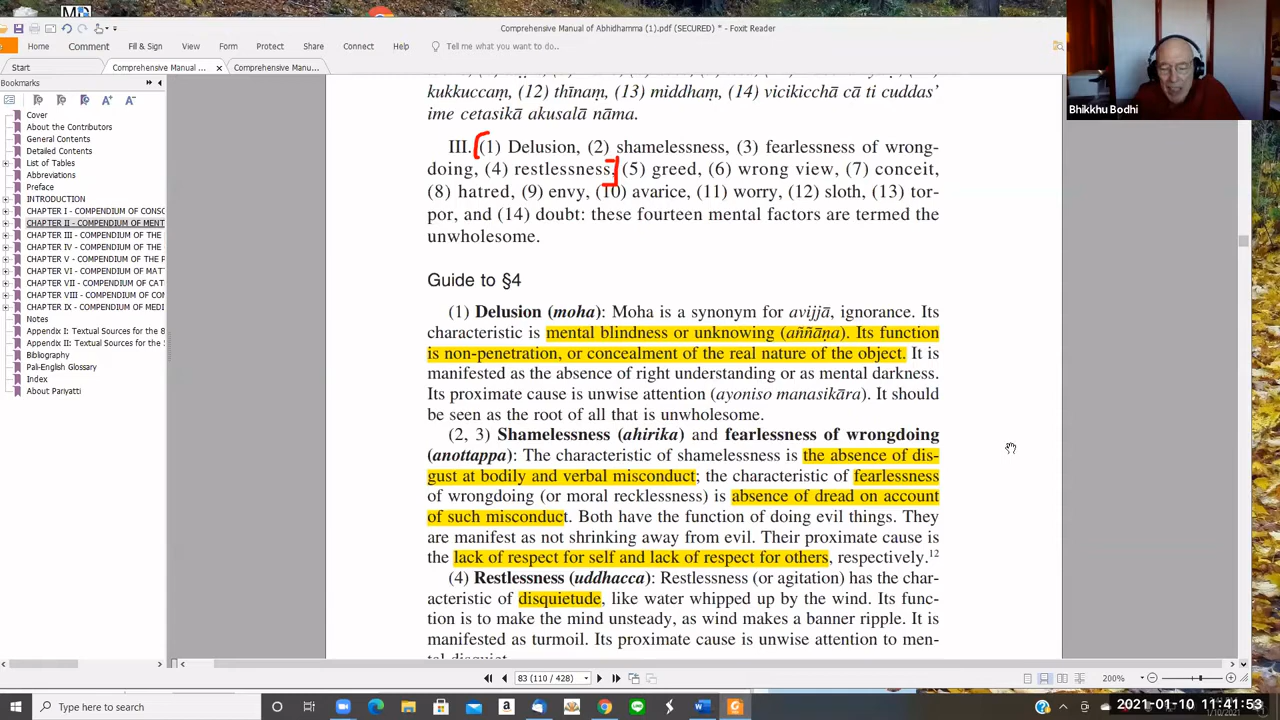 Comprehensive Manual of Abhidhamma (1).pdf (SECURED) * - Foxit Reader
Home Comment Fill & Sign View Form Protect Share Connect Help Tell me what you want to do..
Start Comprehensive Manual ... × Comprehensive Manu...
Bookmarks
Cover
About the Contributors
General Contents
Detailed Contents
List of Tables
Abbreviations
Preface
INTRODUCTION
CHAPTER I - COMPENDIUM OF CONSC
CHAPTER II - COMPENDIUM OF MENT
CHAPTER III - COMPENDIUM OF THE
CHAPTER IV - COMPENDIUM OF THE
CHAPTER V - COMPENDIUM OF THE P
CHAPTER VI - COMPENDIUM OF MAT
CHAPTER VII - COMPENDIUM OF CAT
CHAPTER VIII - COMPENDIUM OF CON
CHAPTER IX - COMPENDIUM OF MEDI
Notes
Appendix I: Textual Sources for the 8
Appendix II: Textual Sources for the
Bibliography
Pali-English Glossary
Index
About Pariyatti
kukkuccaṃ, (12) thīnaṃ, (13) middhaṃ, (14) vicikicchā cā ti cuddas'
ime cetasikā akusalā nāma.
III. (1) Delusion, (2) shamelessness, (3) fearlessness of wrong-
doing, (4) restlessness, (5) greed, (6) wrong view, (7) conceit,
(8) hatred, (9) envy, (10) avarice, (11) worry, (12) sloth, (13) tor-
por, and (14) doubt: these fourteen mental factors are termed the
unwholesome.
Guide to §4
(1) Delusion (moha): Moha is a synonym for avijjā, ignorance. Its
characteristic is mental blindness or unknowing (aññāṇa). Its function
is non-penetration, or concealment of the real nature of the object. It is
manifested as the absence of right understanding or as mental darkness.
Its proximate cause is unwise attention (ayoniso manasikāra). It should
be seen as the root of all that is unwholesome.
(2, 3) Shamelessness (ahirika) and fearlessness of wrongdoing
(anottappa): The characteristic of shamelessness is the absence of dis-
gust at bodily and verbal misconduct; the characteristic of fearlessness
of wrongdoing (or moral recklessness) is absence of dread on account
of such misconduct. Both have the function of doing evil things. They
are manifest as not shrinking away from evil. Their proximate cause is
the lack of respect for self and lack of respect for others, respectively.12
(4) Restlessness (uddhacca): Restlessness (or agitation) has the char-
acteristic of disquietude, like water whipped up by the wind. Its func-
tion is to make the mind unsteady, as wind makes a banner ripple. It is
manifested as turmoil. Its proximate cause is unwise attention to men-
tal disquiet.
Bhikkhu Bodhi
83 (110 / 428)
200%
Type here to search
2021-01-10 11:41:53